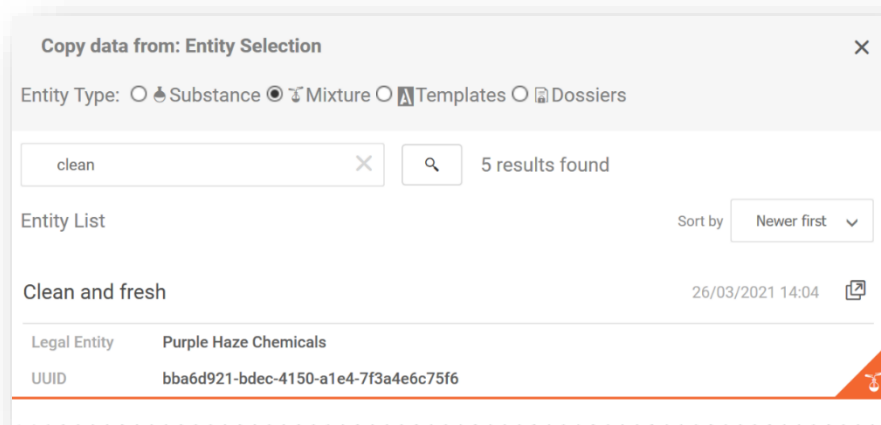 Copy data from: Entity Selection
Entity Type: Substance Mixture Templates Dossiers
clean
5 results found
Entity List
Sort by Newer first
Clean and fresh
26/03/2021 14:04
Legal Entity Purple Haze Chemicals
UUID bba6d921-bdec-4150-a1e4-7f3a4e6c75f6